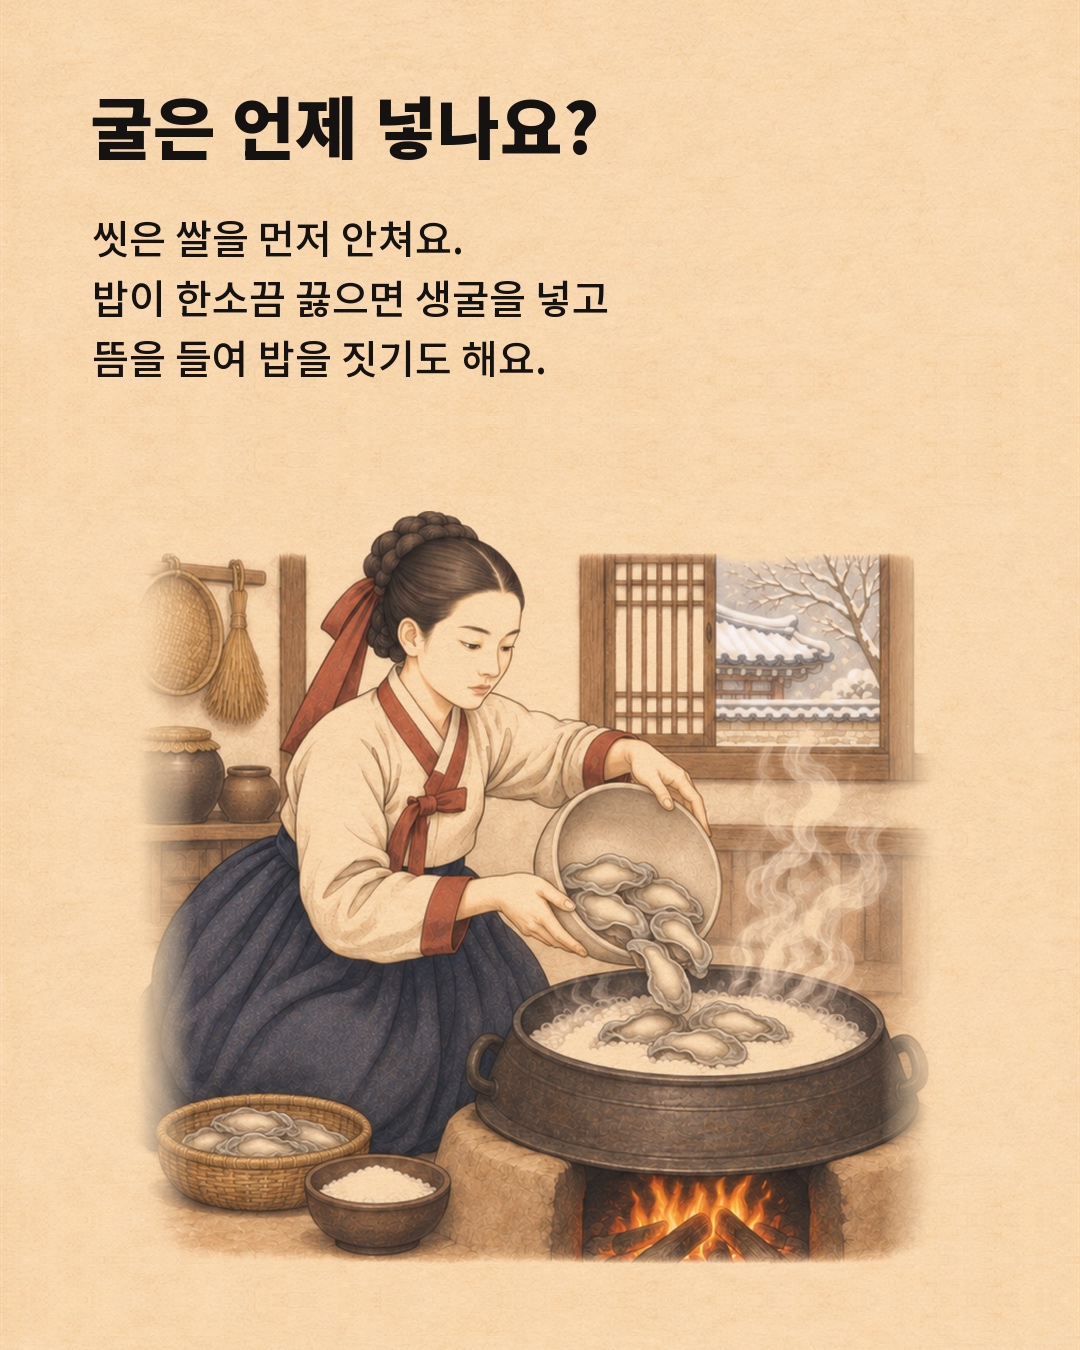 굴은 언제 넣나요?
씻은 쌀을 먼저 안쳐요.
밥이 한소끔 끓으면 생굴을 넣고
뜸을 들여 밥을 짓기도 해요.